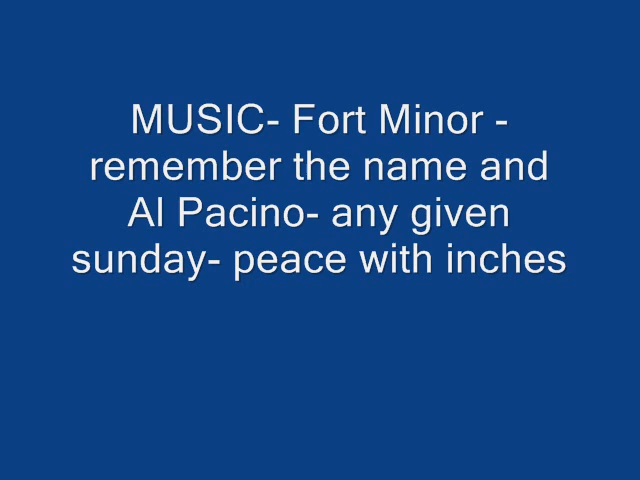 MUSIC- Fort Minor -
remember the name and
Al Pacino- any given
sunday- peace with inches